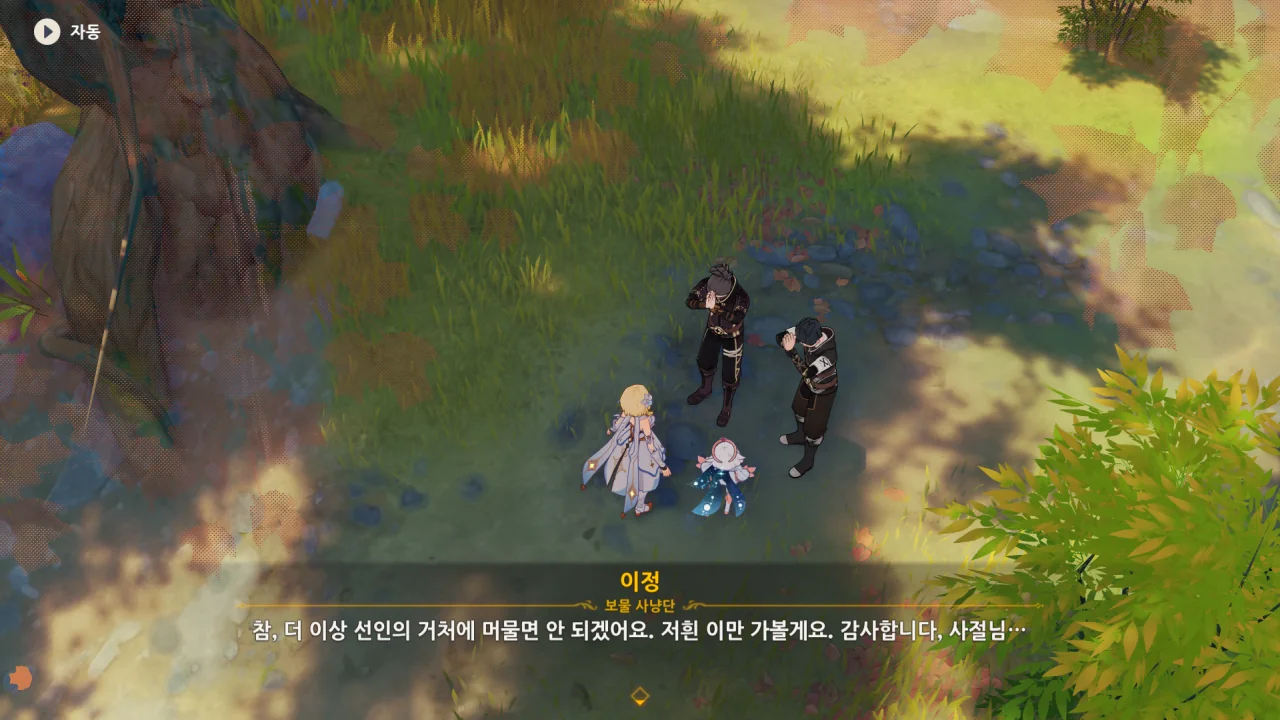 자동
이정
보물 사냥단
참, 더 이상 선인의 거처에 머물면 안 되겠어요. 저흰 이만 가볼게요. 감사합니다, 사절님…